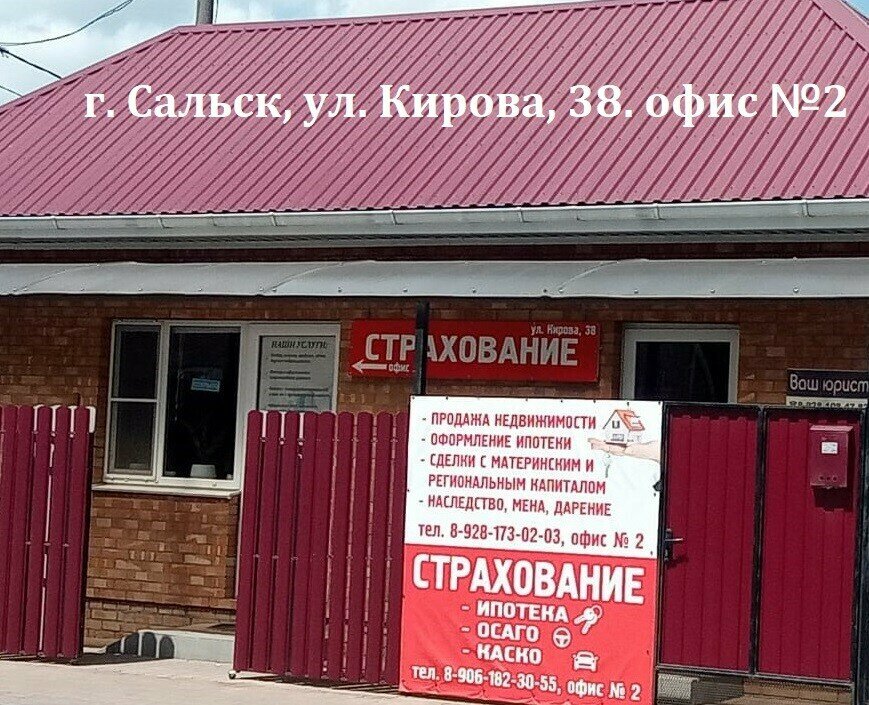 г. Сальск, ул. Кирова, 38. офис №2
ул. Кирова, 38
СТРАХОВАНИЕ
офис
НАШИ УСЛУГИ:
Ваш юрист
- ПРОДАЖА НЕДВИЖИМОСТИ
- ОФОРМЛЕНИЕ ИПОТЕКИ
- СДЕЛКИ С МАТЕРИНСКИМ И
РЕГИОНАЛЬНЫМ КАПИТАЛОМ
- НАСЛЕДСТВО, МЕНА, ДАРЕНИЕ
тел. 8-928-173-02-03, офис № 2
СТРАХОВАНИЕ
- ИПОТЕКА
- ОСАГО
- КАСКО
тел. 8-906-182-30-55, офис № 2